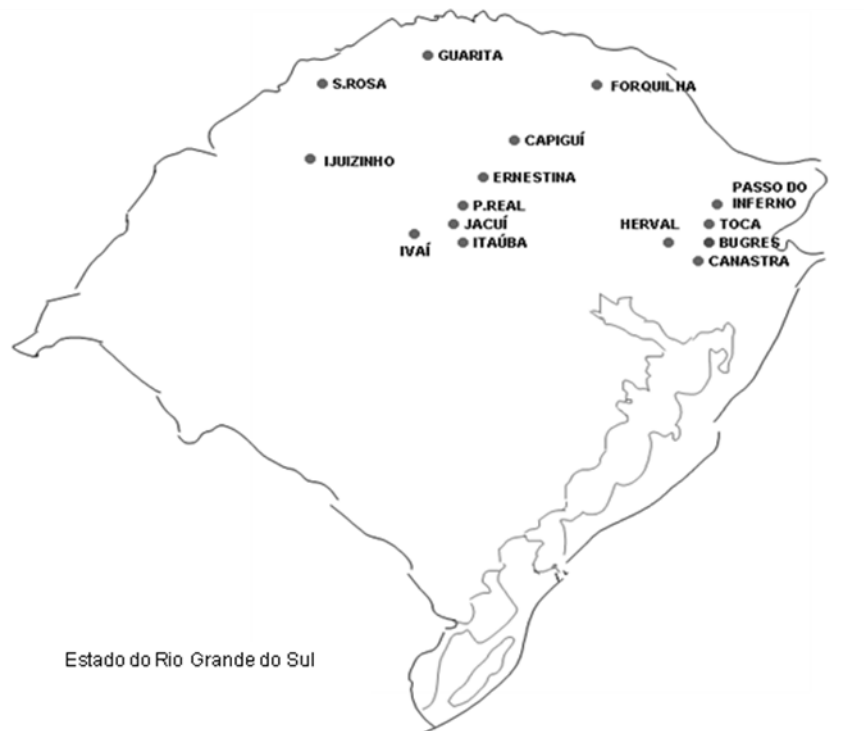 GUARITA
S.ROSA
FORQUILHA
CAPIGUÍ
IJUIZINHO
ERNESTINA
PASSO DO
INFERNO
P.REAL
JACUÍ
HERVAL
TOCA
IVAÍ
ITAÚBA
BUGRES
CANASTRA
Estado do Rio Grande do Sul